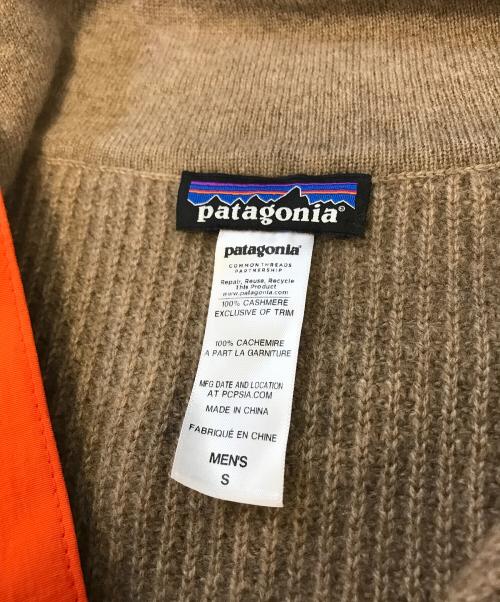 patagonia®
patagonia®
COMMON THREADS
PARTNERSHIP
Repair, Reuse, Recycle
This Product
www.patagonia.com
100% CASHMERE
EXCLUSIVE OF TRIM
100% CACHEMIRE
A PART LA GARNITURE
MFG DATE AND LOCATION
AT PCPSIA.COM
MADE IN CHINA
FABRIQUÉ EN CHINE
MEN'S
S